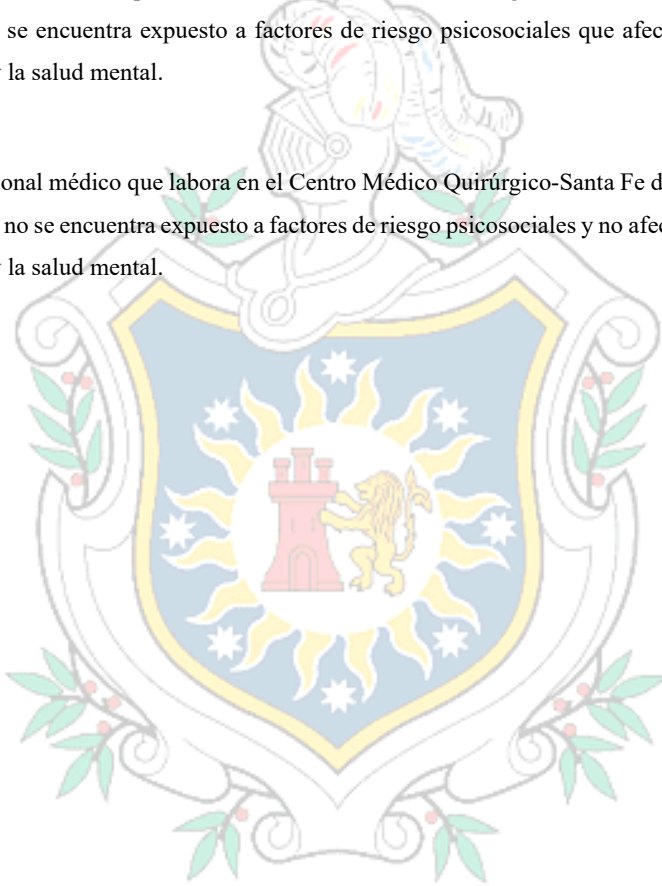 se encuentra expuesto a factores de riesgo psicosociales que afec
la salud mental.
onal médico que labora en el Centro Médico Quirúrgico-Santa Fe d
no se encuentra expuesto a factores de riesgo psicosociales y no afec
la salud mental.